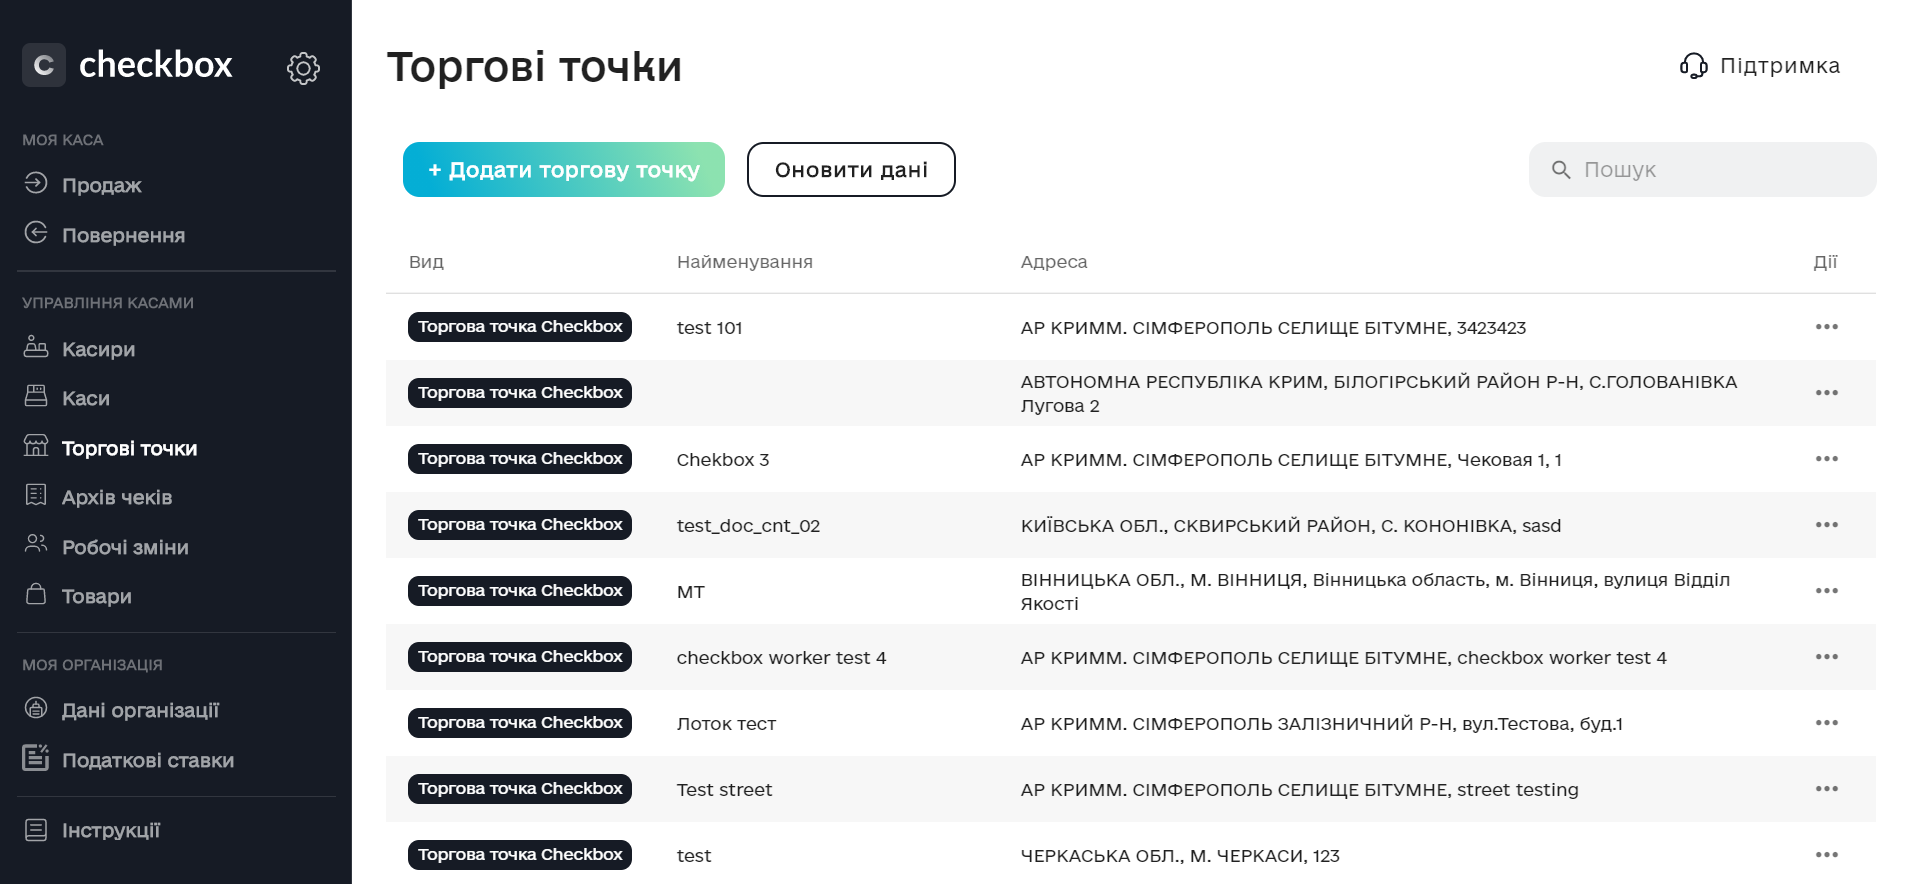 C checkbox
МОЯ КАСА
Продаж
Повернення
УПРАВЛІННЯ КАСАМИ
Касири
Каси
Торгові точки
Архів чеків
Робочі зміни
Товари
МОЯ ОРГАНІЗАЦІЯ
Дані організації
Податкові ставки
Інструкції
Торгові точки
Підтримка
+ Додати торгову точку
Оновити дані
Пошук
Вид Найменування Адреса Дії
Торгова точка Checkbox test 101 АР КРИММ. СІМФЕРОПОЛЬ СЕЛИЩЕ БІТУМНЕ, 3423423
Торгова точка Checkbox АВТОНОМНА РЕСПУБЛІКА КРИМ, БІЛОГІРСЬКИЙ РАЙОН Р-Н, С.ГОЛОВАНІВКА
Лугова 2
Торгова точка Checkbox Chekbox 3 АР КРИММ. СІМФЕРОПОЛЬ СЕЛИЩЕ БІТУМНЕ, Чековая 1, 1
Торгова точка Checkbox test_doc_cnt_02 КИЇВСЬКА ОБЛ., СКВИРСЬКИЙ РАЙОН, С. КОНОНІВКА, sasd
Торгова точка Checkbox МТ ВІННИЦЬКА ОБЛ., М. ВІННИЦЯ, Вінницька область, м. Вінниця, вулиця Відділ
Якості
Торгова точка Checkbox checkbox worker test 4 АР КРИММ. СІМФЕРОПОЛЬ СЕЛИЩЕ БІТУМНЕ, checkbox worker test 4
Торгова точка Checkbox Лоток тест АР КРИММ. СІМФЕРОПОЛЬ ЗАЛІЗНИЧНИЙ Р-Н, вул.Тестова, буд.1
Торгова точка Checkbox Test street АР КРИММ. СІМФЕРОПОЛЬ СЕЛИЩЕ БІТУМНЕ, street testing
Торгова точка Checkbox test ЧЕРКАСЬКА ОБЛ., М. ЧЕРКАСИ, 123